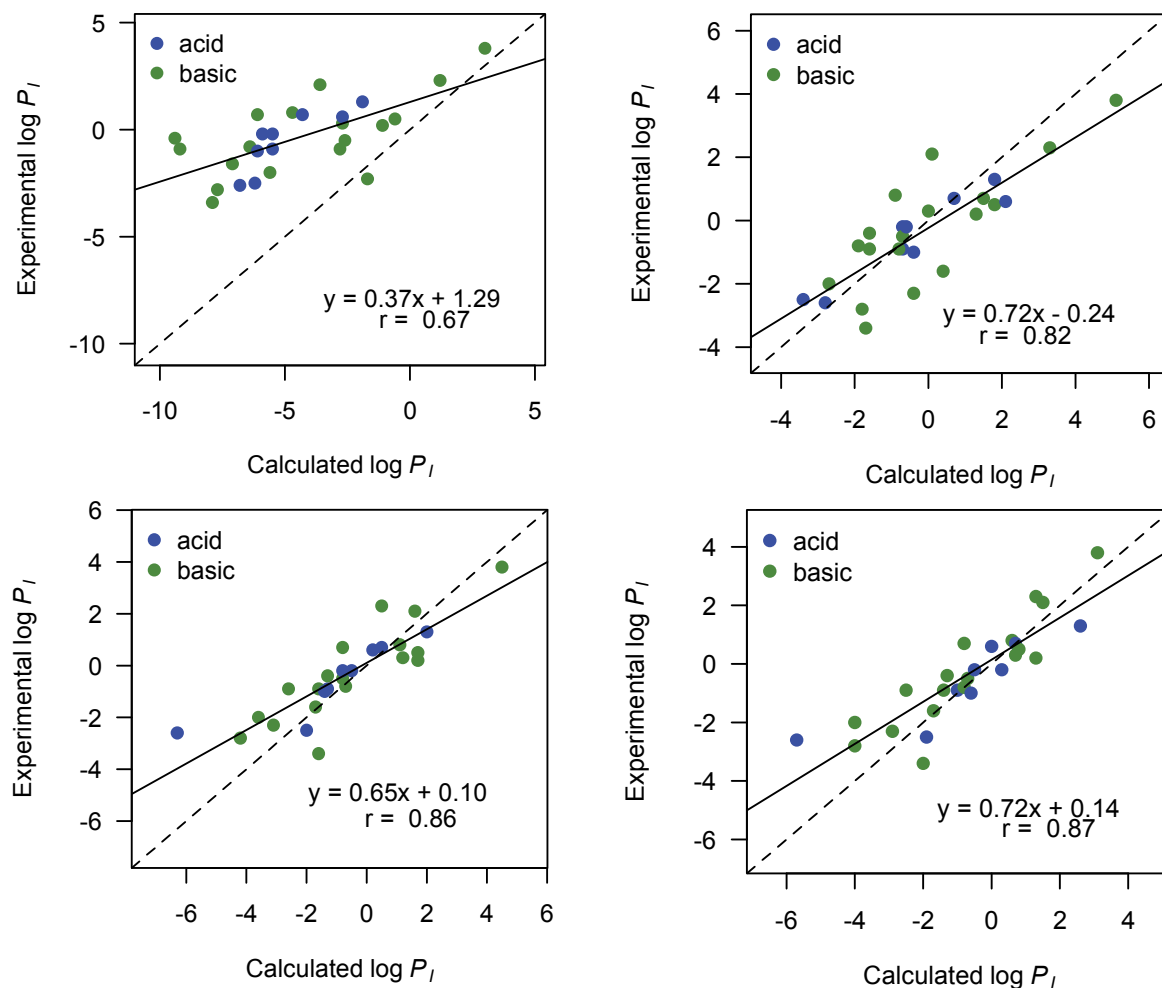 5
0
-5
-10
Experimental log P_I
acid
basic
y = 0.37x + 1.29
r = 0.67
-10
-5
0
5
Calculated log P_I
6
4
2
0
-2
-4
Experimental log P_I
acid
basic
y = 0.72x - 0.24
r = 0.82
-4
-2
0
2
4
6
Calculated log P_I
6
4
2
0
-2
-4
-6
Experimental log P_I
acid
basic
y = 0.65x + 0.10
r = 0.86
-6
-4
-2
0
2
4
6
Calculated log P_I
4
2
0
-2
-4
-6
Experimental log P_I
acid
basic
y = 0.72x + 0.14
r = 0.87
-6
-4
-2
0
2
4
Calculated log P_I